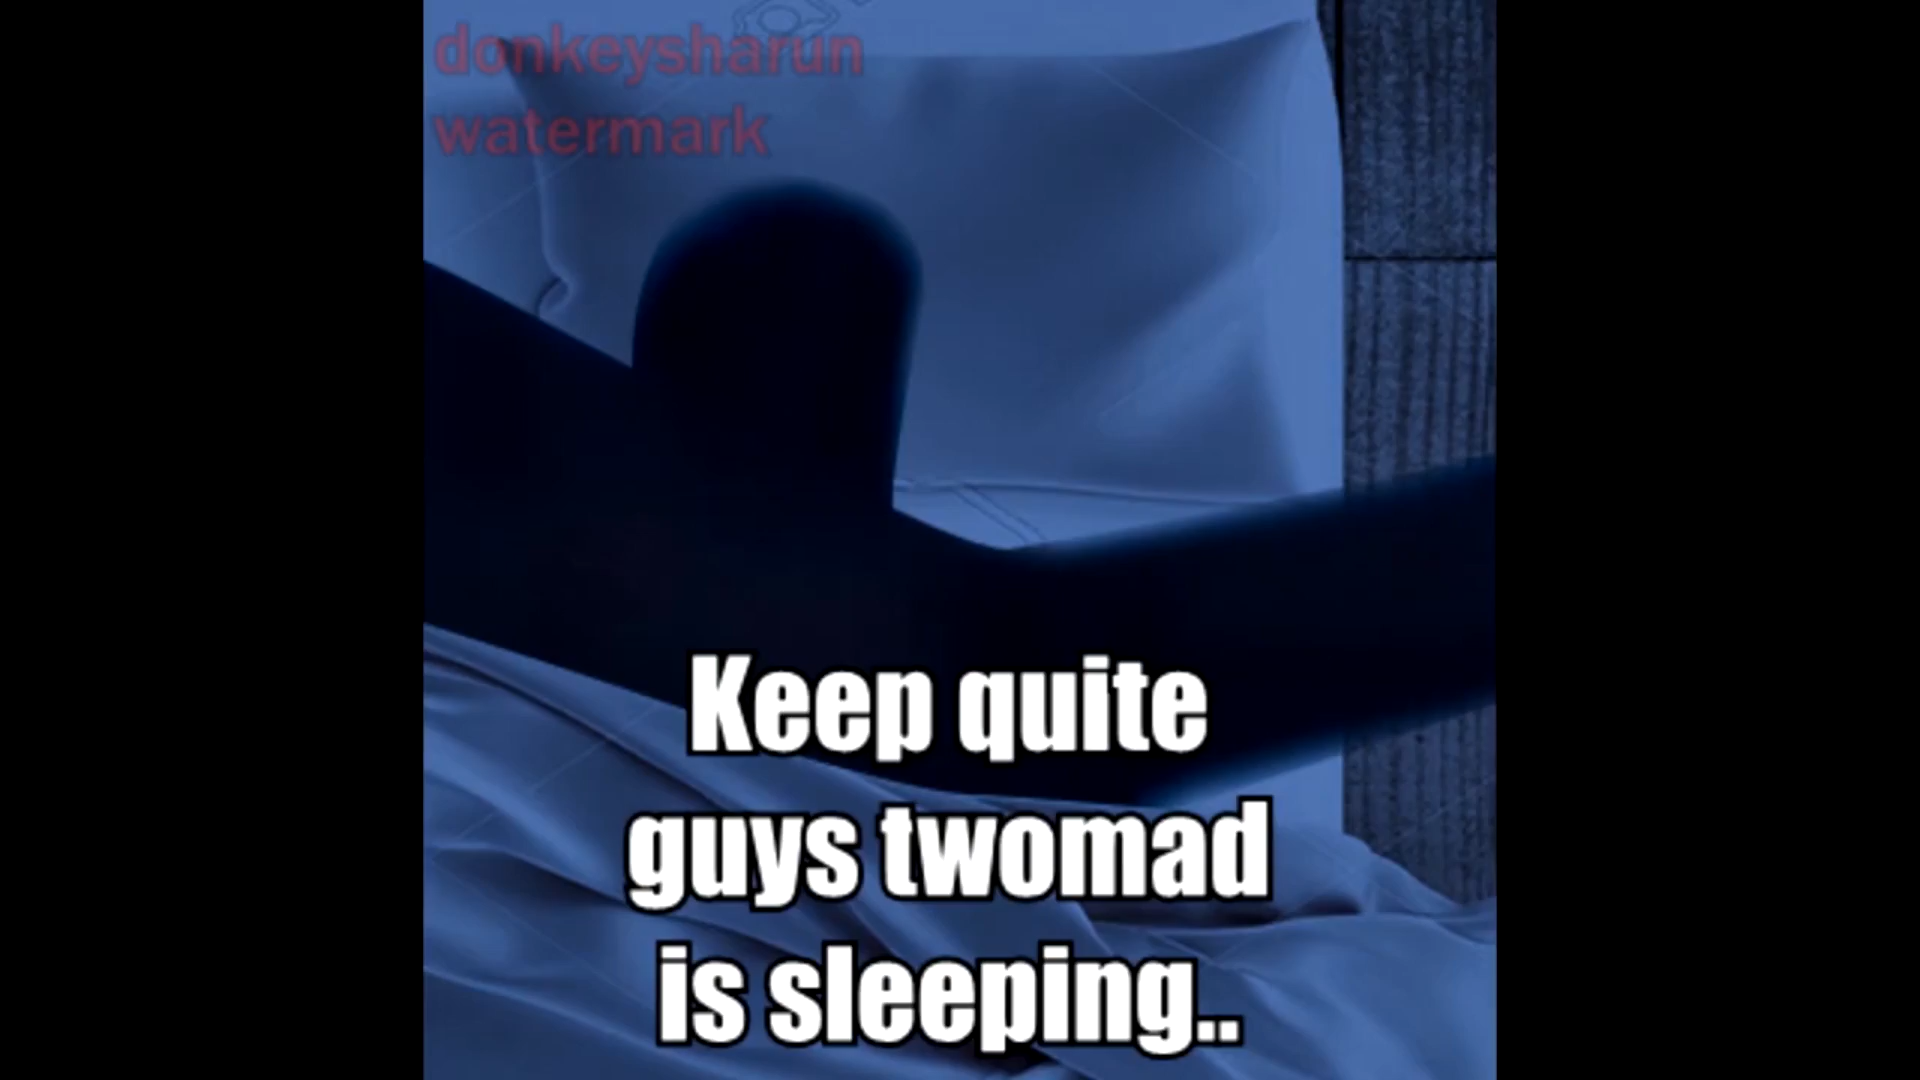 donkeysharun
watermark
Keep quite
guys twomad
is sleeping..